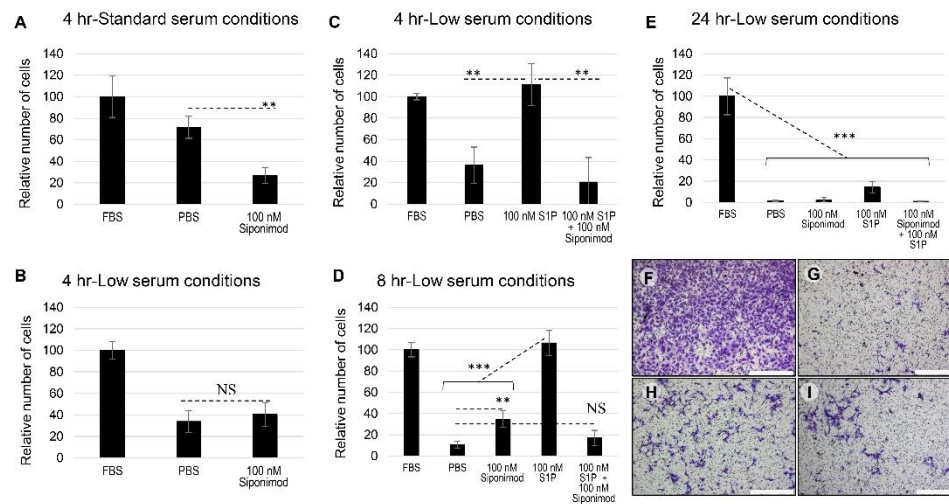 A
4 hr-Standard serum conditions
Relative number of cells
140
120
100
80
60
40
20
0
**
FBS
PBS
100 nM
Siponimod
C
4 hr-Low serum conditions
Relative number of cells
140
120
100
80
60
40
20
0
**
**
FBS
PBS
100 nM S1P
100 nM S1P
+ 100 nM
Siponimod
E
24 hr-Low serum conditions
Relative number of cells
140
120
100
80
60
40
20
0
***
FBS
PBS
100 nM
Siponimod
100 nM
S1P
100 nM
Siponimod
+ 100 nM
S1P
B
4 hr-Low serum conditions
Relative number of cells
140
120
100
80
60
40
20
0
NS
FBS
PBS
100 nM
Siponimod
D
8 hr-Low serum conditions
Relative number of cells
140
120
100
80
60
40
20
0
***
**
NS
FBS
PBS
100 nM
Siponimod
100 nM
S1P
100 nM
S1P +
100 nM
Siponimod
F
G
H
I